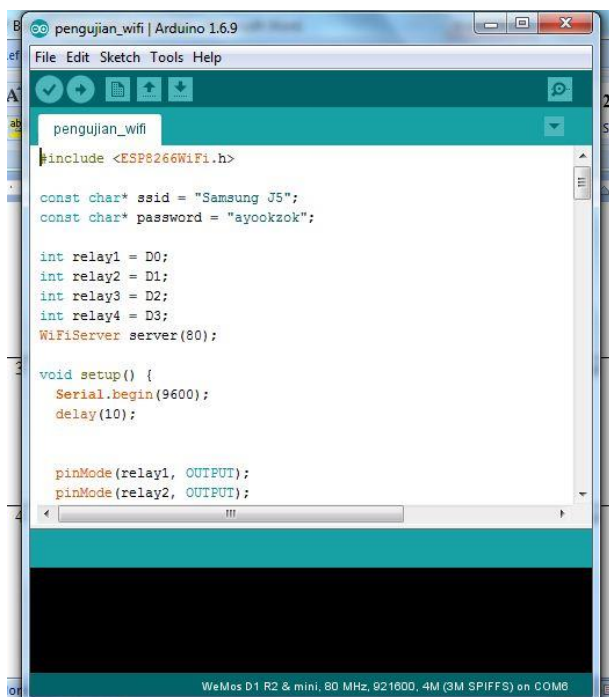 pengujian_wifi | Arduino 1.6.9
File Edit Sketch Tools Help
pengujian_wifi
#include <ESP8266WiFi.h>
const char* ssid = "Samsung J5";
const char* password = "ayookzok";
int relay1 = D0;
int relay2 = D1;
int relay3 = D2;
int relay4 = D3;
WiFiServer server(80);
void setup() {
Serial.begin(9600);
delay(10);
pinMode(relay1, OUTPUT);
pinMode(relay2, OUTPUT);
WeMos D1 R2 & mini, 80 MHz, 921600, 4M (3M SPIFFS) on COM6